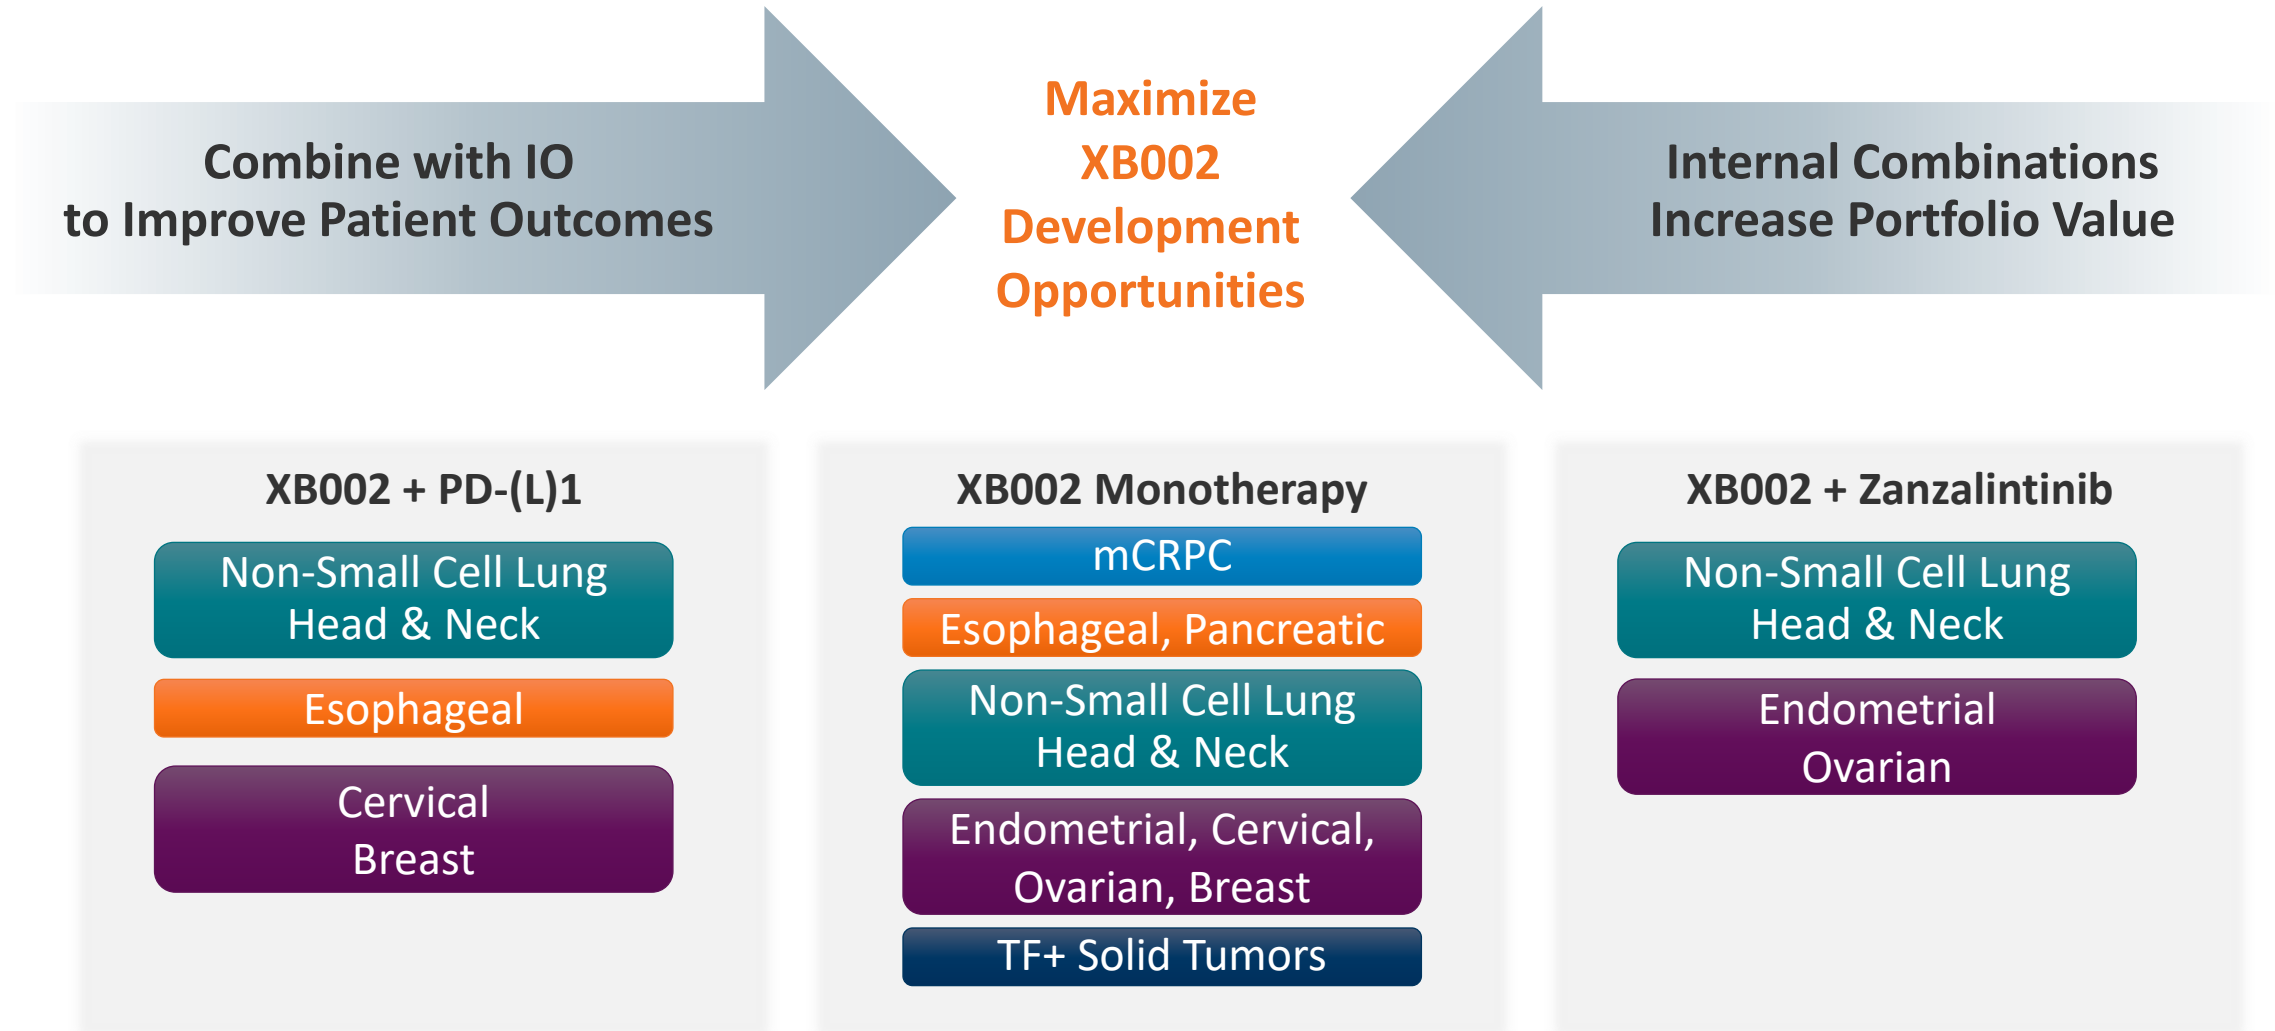 Combine with IO
to Improve Patient Outcomes
Maximize
XB002
Development
Opportunities
Internal Combinations
Increase Portfolio Value
XB002 + PD-(L)1
Non-Small Cell Lung
Head & Neck
Esophageal
Cervical
Breast
XB002 Monotherapy
mCRPC
Esophageal, Pancreatic
Non-Small Cell Lung
Head & Neck
Endometrial, Cervical,
Ovarian, Breast
TF+ Solid Tumors
XB002 + Zanzalintinib
Non-Small Cell Lung
Head & Neck
Endometrial
Ovarian